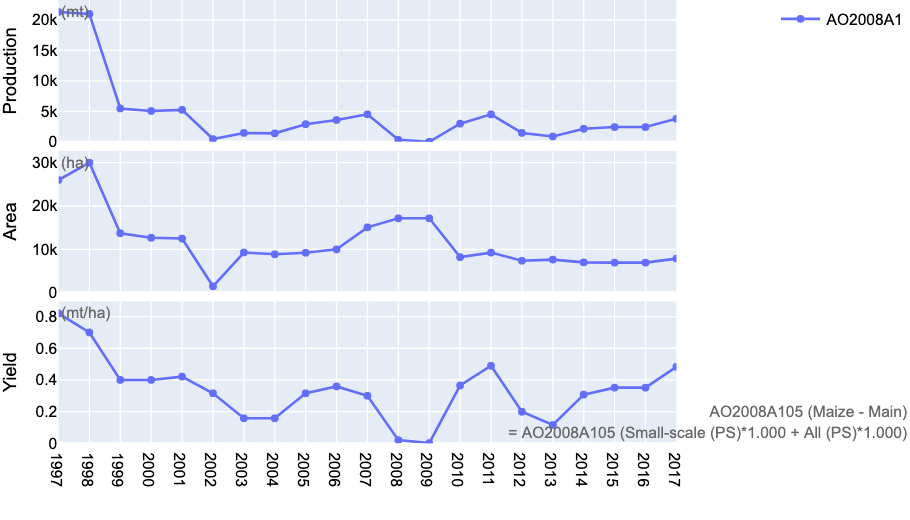 AO2008A1
Production
(mt)
20k
15k
10k
5k
0
Area
(ha)
30k
20k
10k
0
Yield
(mt/ha)
0.8
0.6
0.4
0.2
0
AO2008A105 (Maize - Main)
= AO2008A105 (Small-scale (PS)*1.000 + All (PS)*1.000)
1997
1998
1999
2000
2001
2002
2003
2004
2005
2006
2007
2008
2009
2010
2011
2012
2013
2014
2015
2016
2017